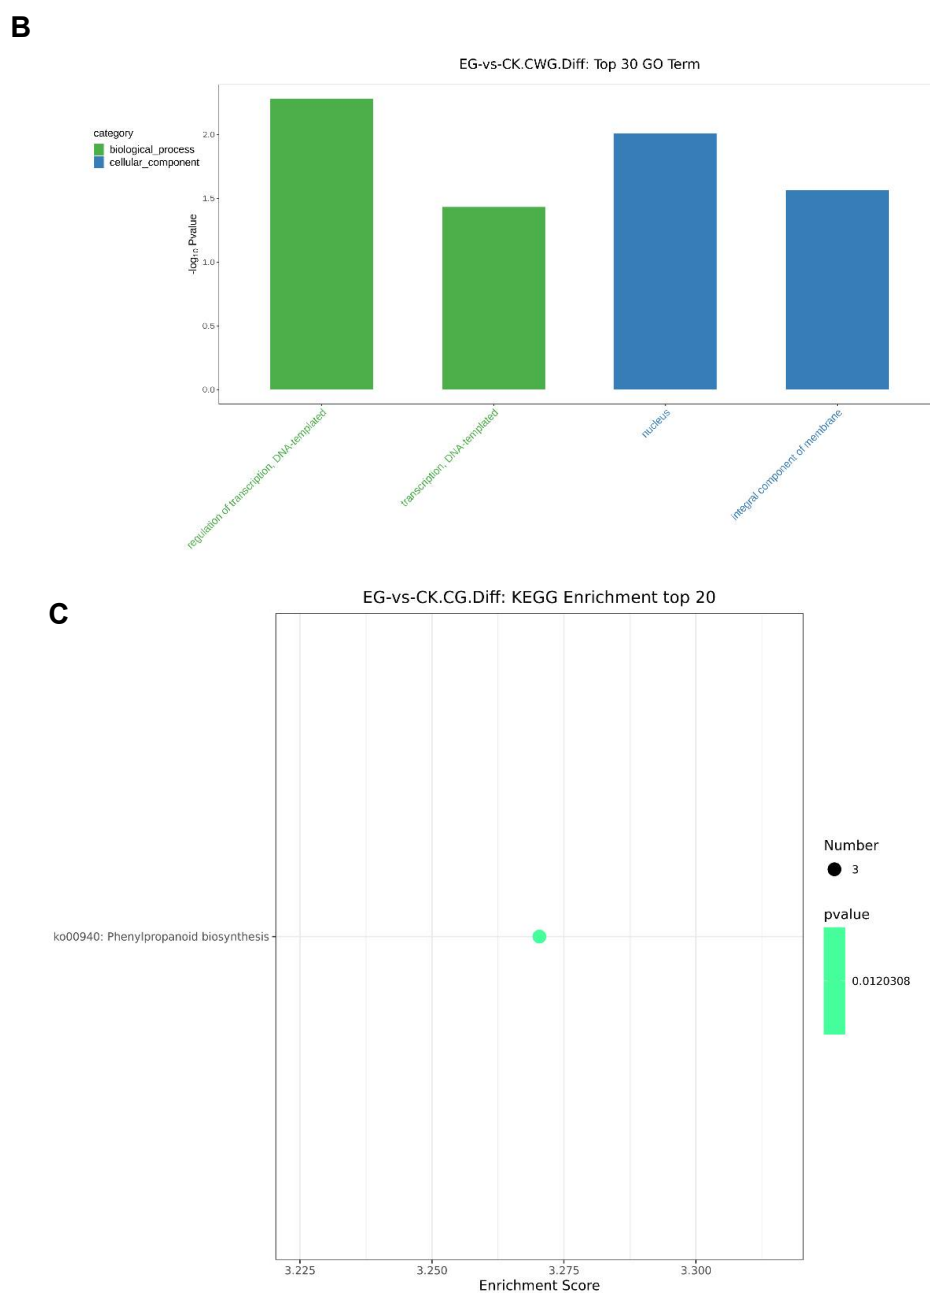 B
EG-vs-CK.CWG.Diff: Top 30 GO Term
category
biological_process
cellular_component
-log10 Pvalue
2.0
1.5
1.0
0.5
0.0
regulation of transcription, DNA-templated
transcription, DNA-templated
nucleus
integral component of membrane
C
EG-vs-CK.CG.Diff: KEGG Enrichment top 20
ko00940: Phenylpropanoid biosynthesis
Number
3
pvalue
0.0120308
3.225 3.250 3.275 3.300
Enrichment Score